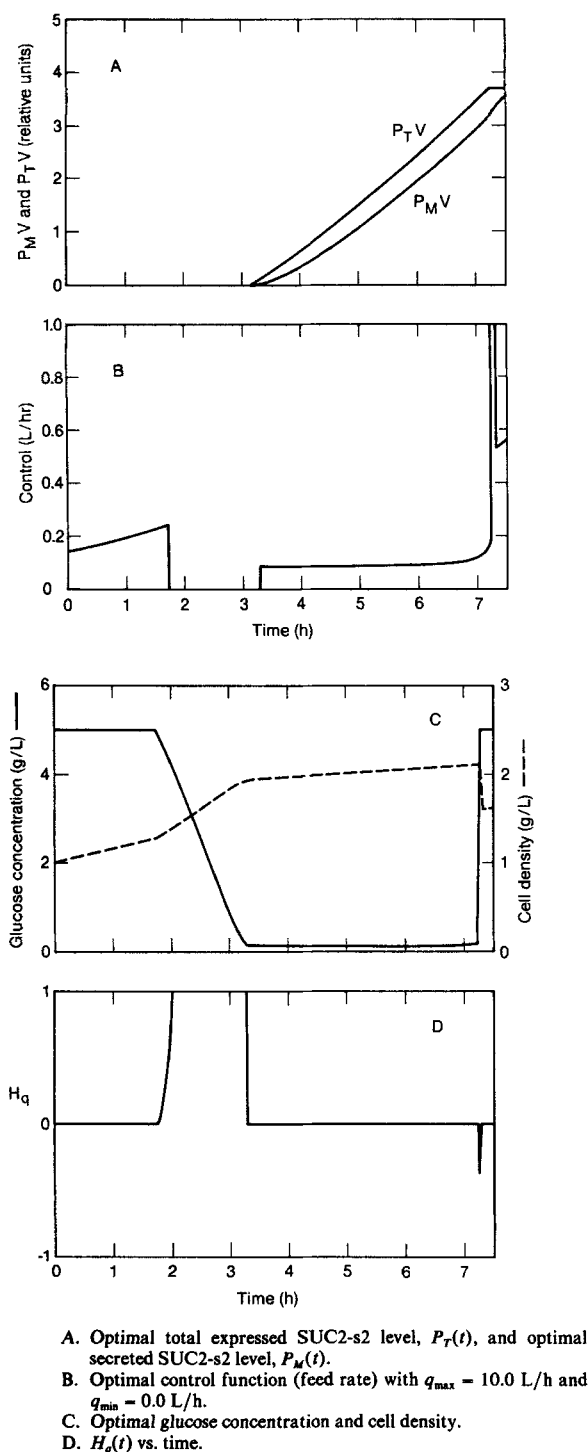 5
A
4
3
2
1
0
P_M V and P_T V (relative units)
P_T V
P_M V
1.0
B
0.8
0.6
0.4
0.2
0
Control (L/hr)
0 1 2 3 4 5 6 7
Time (h)
6
C
4
2
0
Glucose concentration (g/L)
3
2
1
0
Cell density (g/L)
1
D
H_q
0
-1
0 1 2 3 4 5 6 7
Time (h)
A. Optimal total expressed SUC2-s2 level, P_T(t), and optimal
secreted SUC2-s2 level, P_M(t).
B. Optimal control function (feed rate) with q_max = 10.0 L/h and
q_min = 0.0 L/h.
C. Optimal glucose concentration and cell density.
D. H_q(t) vs. time.